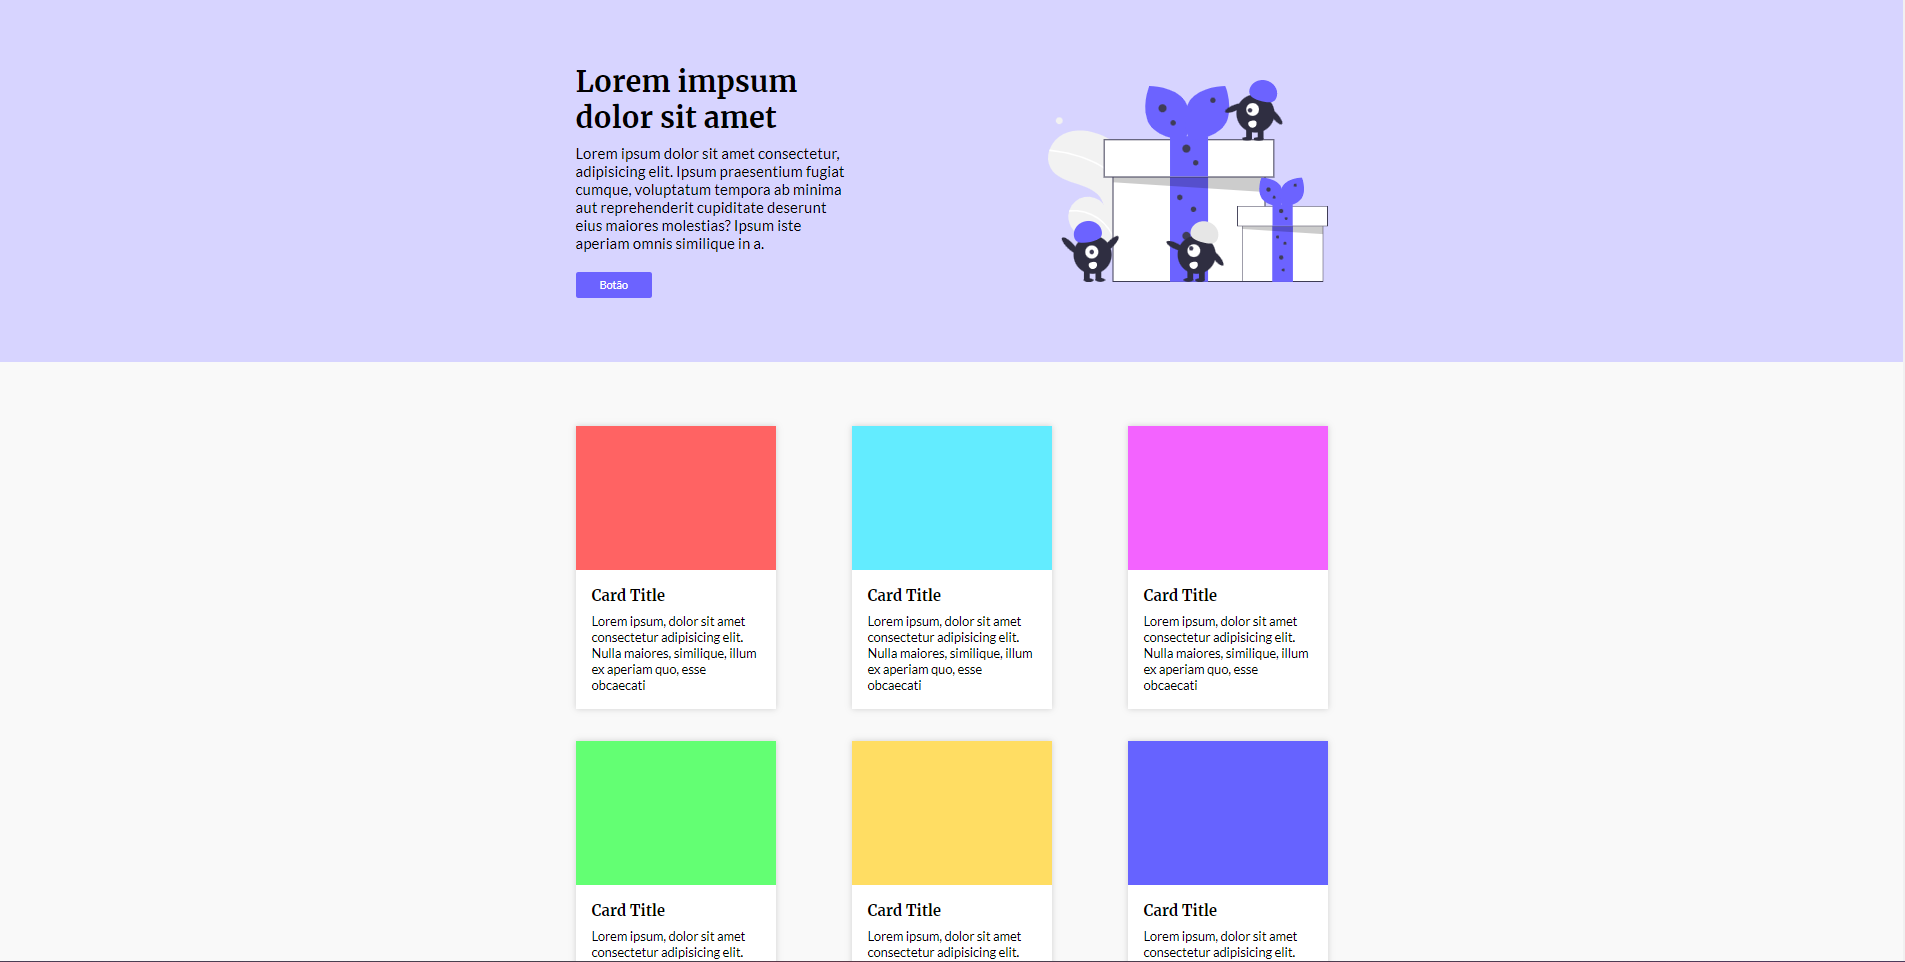 Lorem impsum
dolor sit amet
Lorem ipsum dolor sit amet consectetur,
adipisicing elit. Ipsum praesentium fugiat
cumque, voluptatum tempora ab minima
aut reprehenderit cupiditate deserunt
eius maiores molestias? Ipsum iste
aperiam omnis similique in a.
Botão
Card Title
Lorem ipsum, dolor sit amet
consectetur adipisicing elit.
Nulla maiores, similique, illum
ex aperiam quo, esse
obcaecati
Card Title
Lorem ipsum, dolor sit amet
consectetur adipisicing elit.
Nulla maiores, similique, illum
ex aperiam quo, esse
obcaecati
Card Title
Lorem ipsum, dolor sit amet
consectetur adipisicing elit.
Nulla maiores, similique, illum
ex aperiam quo, esse
obcaecati
Card Title
Lorem ipsum, dolor sit amet
consectetur adipisicing elit.
Card Title
Lorem ipsum, dolor sit amet
consectetur adipisicing elit.
Card Title
Lorem ipsum, dolor sit amet
consectetur adipisicing elit.